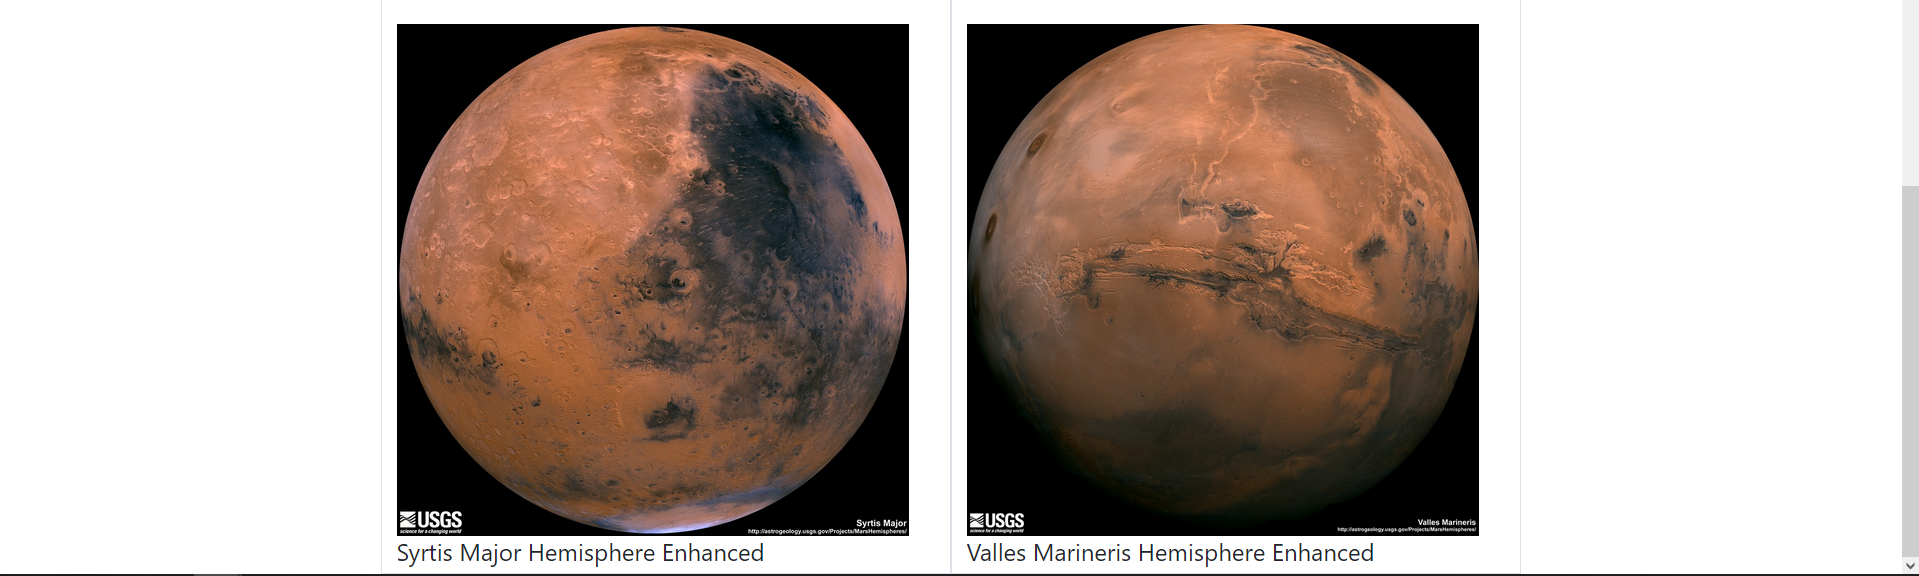 USGS
science for a changing world
Syrtis Major
http://astrogeology.usgs.gov/Projects/MarsHemispheres/
Syrtis Major Hemisphere Enhanced
USGS
science for a changing world
Valles Marineris
http://astrogeology.usgs.gov/Projects/MarsHemispheres/
Valles Marineris Hemisphere Enhanced